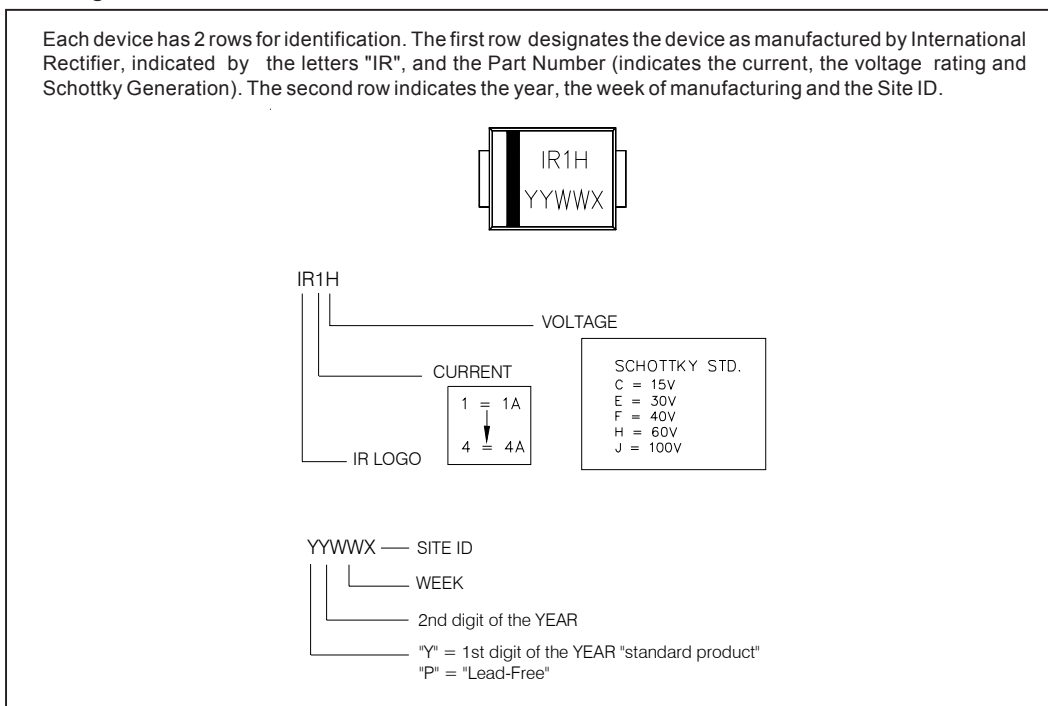 Each device has 2 rows for identification. The first row designates the device as manufactured by International
Rectifier, indicated by the letters "IR", and the Part Number (indicates the current, the voltage rating and
Schottky Generation). The second row indicates the year, the week of manufacturing and the Site ID.
IR1H
YYWWX
IR1H
VOLTAGE
CURRENT
1 = 1A
4 = 4A
IR LOGO
SCHOTTKY STD.
C = 15V
E = 30V
F = 40V
H = 60V
J = 100V
YYWWX SITE ID
WEEK
2nd digit of the YEAR
"Y" = 1st digit of the YEAR "standard product"
"P" = "Lead-Free"